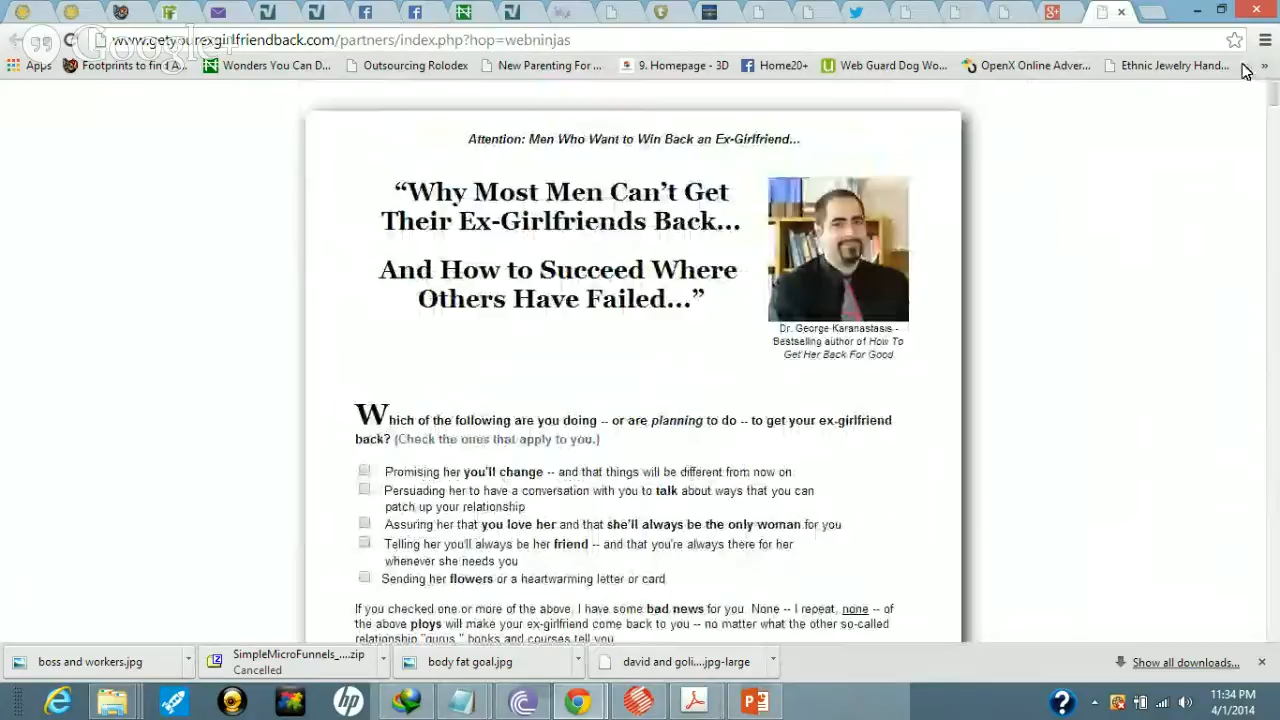 www.getyourexgirlfriendback.com/partners/index.php?hop=webninjas
Google+
Apps
Footprints to find A...
Wonders You Can D...
Outsourcing Rolodex
New Parenting For ...
9. Homepage - 3D
Home20+
Web Guard Dog Wo...
OpenX Online Adver...
Ethnic Jewelry Hand...
»
Attention: Men Who Want to Win Back an Ex-Girlfriend...
“Why Most Men Can’t Get
Their Ex-Girlfriends Back...
And How to Succeed Where
Others Have Failed...”
Dr. George Karanastasis -
Bestselling author of How To
Get Her Back For Good
Which of the following are you doing -- or are planning to do -- to get your ex-girlfriend
back? (Check the ones that apply to you.)
Promising her you'll change -- and that things will be different from now on
Persuading her to have a conversation with you to talk about ways that you can
patch up your relationship
Assuring her that you love her and that she'll always be the only woman for you
Telling her you'll always be her friend -- and that you're always there for her
whenever she needs you
Sending her flowers or a heartwarming letter or card
If you checked one or more of the above, I have some bad news for you. None -- I repeat, none -- of
the above ploys will make your ex-girlfriend come back to you -- no matter what the other so-called
relationship "gurus," books and courses tell you
boss and workers.jpg
SimpleMicroFunnels_....zip
Cancelled
body fat goal.jpg
david and goli....jpg-large
Show all downloads...
11:34 PM
4/1/2014